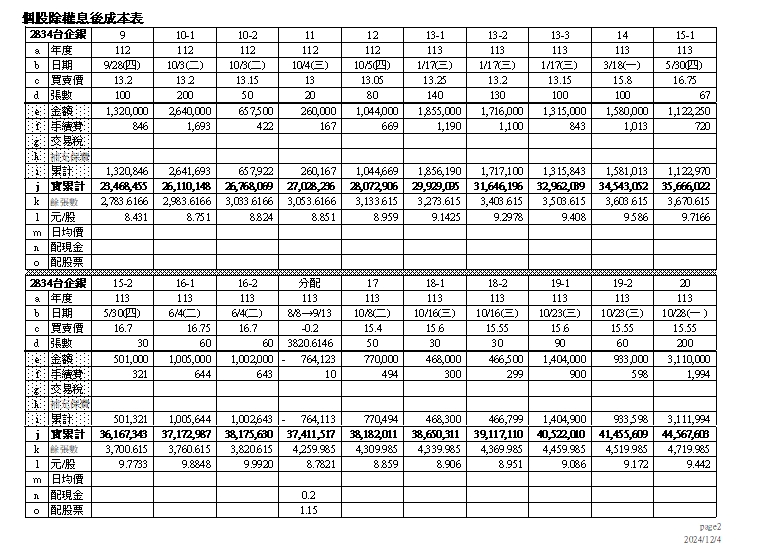 個股除權息後成本表
2834台企銀 9 10-1 10-2 11 12 13-1 13-2 13-3 14 15-1
a 年度 112 112 112 112 112 113 113 113 113 113
b 日期 9/28(四) 10/3(二) 10/3(二) 10/4(三) 10/5(四) 1/17(三) 1/17(三) 1/17(三) 3/18(一) 5/30(四)
c 買賣價 13.2 13.2 13.15 13 13.05 13.25 13.2 13.15 15.8 16.75
d 張數 100 200 50 20 80 140 130 100 100 67
e 金額 1,320,000 2,640,000 657,500 260,000 1,044,000 1,855,000 1,716,000 1,315,000 1,580,000 1,122,250
f 手續費 846 1,693 422 167 669 1,190 1,100 843 1,013 720
g 交易稅
h 補充保費
i 累計 1,320,846 2,641,693 657,922 260,167 1,044,669 1,856,190 1,717,100 1,315,843 1,581,013 1,122,970
j 實累計 23,468,455 26,110,148 26,768,069 27,028,236 28,072,906 29,929,095 31,646,196 32,962,039 34,543,052 35,666,022
k 餘張數 2,783.6166 2,983.6166 3,033.6166 3,053.6166 3,133.615 3,273.615 3,403.615 3,503.615 3,603.615 3,670.615
l 元/股 8.431 8.751 8.824 8.851 8.959 9.1425 9.2978 9.408 9.586 9.7166
m 日均價
n 配現金
o 配股票
2834台企銀 15-2 16-1 16-2 分配 17 18-1 18-2 19-1 19-2 20
a 年度 113 113 113 113 113 113 113 113 113 113
b 日期 5/30(四) 6/4(二) 6/4(二) 8/8→9/13 10/8(二) 10/16(三) 10/16(三) 10/23(三) 10/23(三) 10/28(一)
c 買賣價 16.7 16.75 16.7 -0.2 15.4 15.6 15.55 15.6 15.55 15.55
d 張數 30 60 60 3820.6146 50 30 30 90 60 200
e 金額 501,000 1,005,000 1,002,000 - 764,123 770,000 468,000 466,500 1,404,000 933,000 3,110,000
f 手續費 321 644 643 10 494 300 299 900 598 1,994
g 交易稅
h 補充保費
i 累計 501,321 1,005,644 1,002,643 - 764,113 770,494 468,300 466,799 1,404,900 933,598 3,111,994
j 實累計 36,167,343 37,172,987 38,175,630 37,411,517 38,182,011 38,650,311 39,117,110 40,522,010 41,455,609 44,567,603
k 餘張數 3,700.615 3,760.615 3,820.615 4,259.985 4,309.985 4,339.985 4,369.985 4,459.985 4,519.985 4,719.985
l 元/股 9.7733 9.8848 9.9920 8.7821 8.859 8.906 8.951 9.086 9.172 9.442
m 日均價
n 配現金 0.2
o 配股票 1.15
page2
2024/12/4